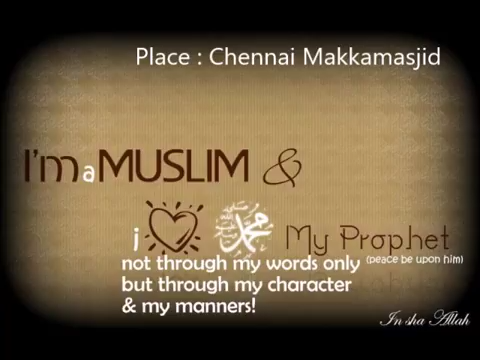 Place : Chennai Makkamasjid
I'm a MUSLIM &
i محمد My Prophet
(peace be upon him)
not through my words only
but through my character
& my manners!
In sha Allah